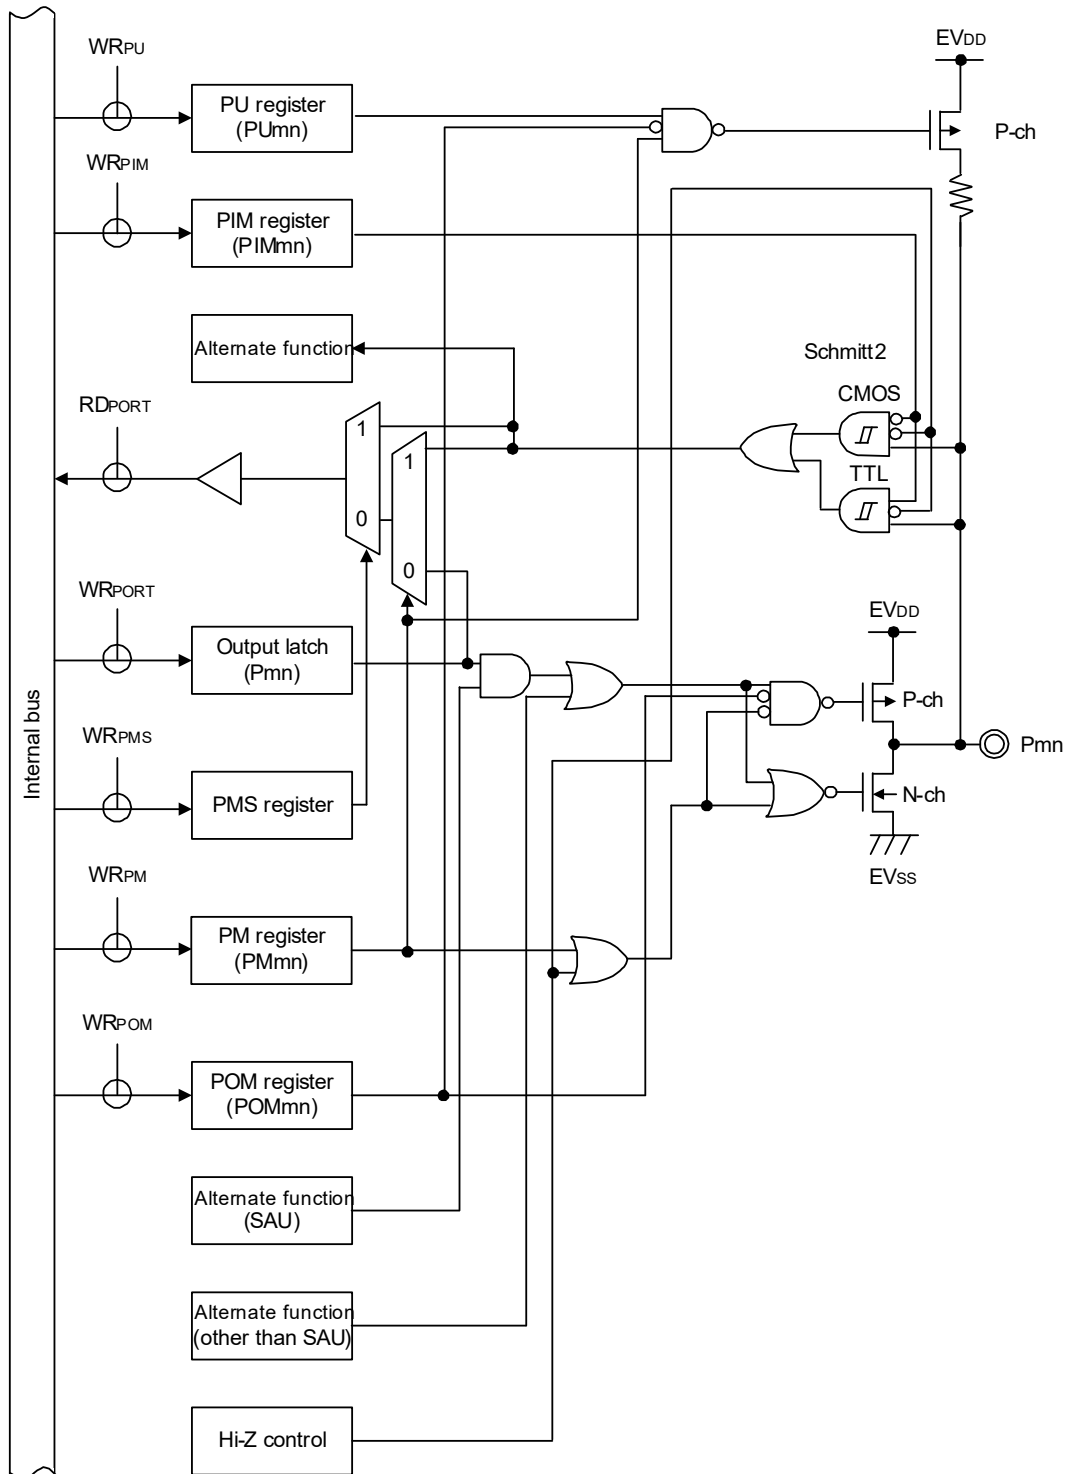 WRPU
EVDD
PU register
(PUmn)
P-ch
WRPIM
PIM register
(PIMmn)
Alternate function
Schmitt2
CMOS
RDPORT
1
1
TTL
0
0
WRPORT
EVDD
Output latch
(Pmn)
P-ch
Internal bus
WRPMS
Pmn
PMS register
N-ch
WRPM
EVSS
PM register
(PMmn)
WRPOM
POM register
(POMmn)
Alternate function
(SAU)
Alternate function
(other than SAU)
Hi-Z control